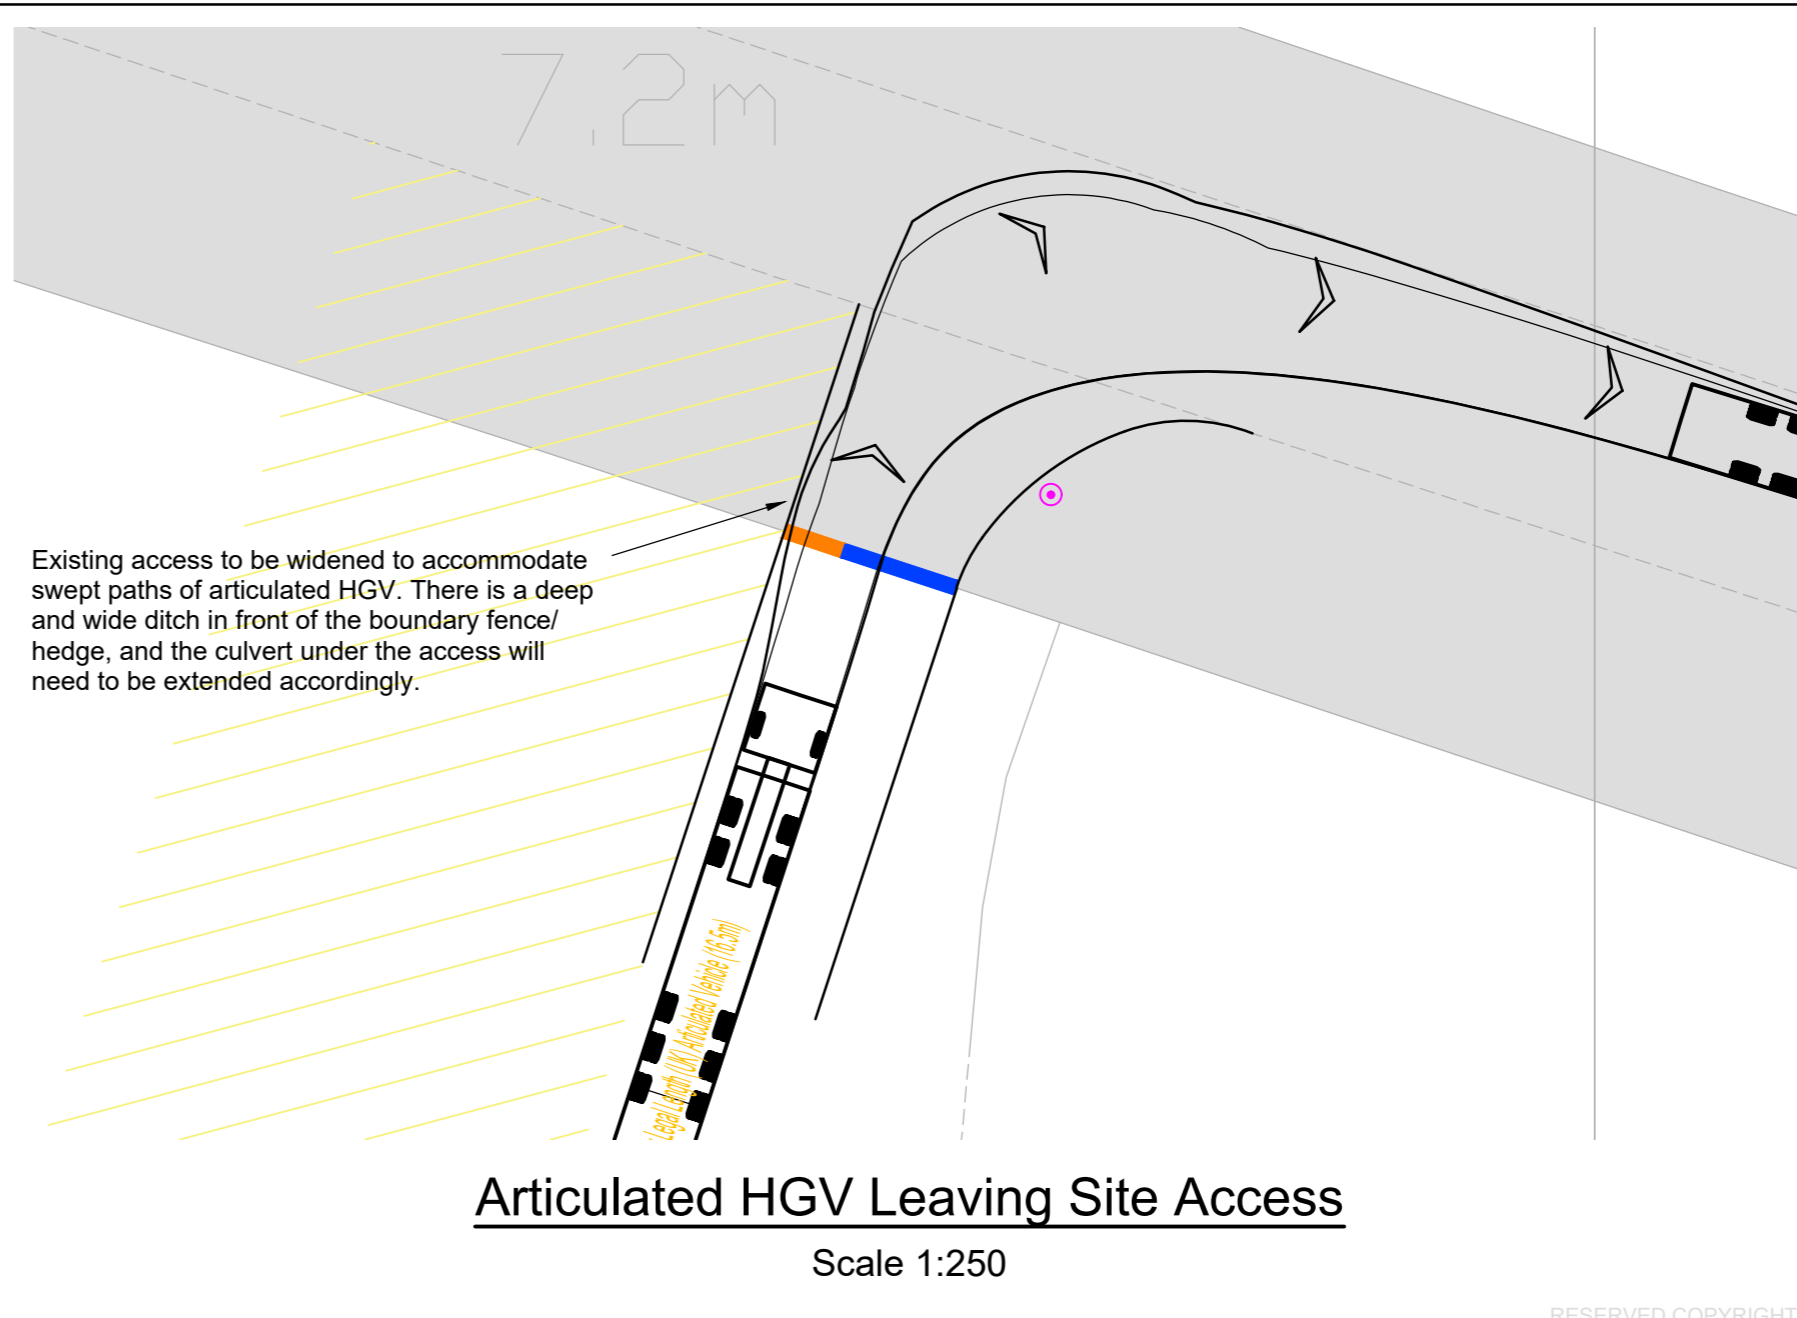 7.2m
Existing access to be widened to accommodate
swept paths of articulated HGV. There is a deep
and wide ditch in front of the boundary fence/
hedge, and the culvert under the access will
need to be extended accordingly.
Legal Length (UK) Articulated Vehicle (16.5m)
Articulated HGV Leaving Site Access
Scale 1:250
RESERVED COPYRIGHT